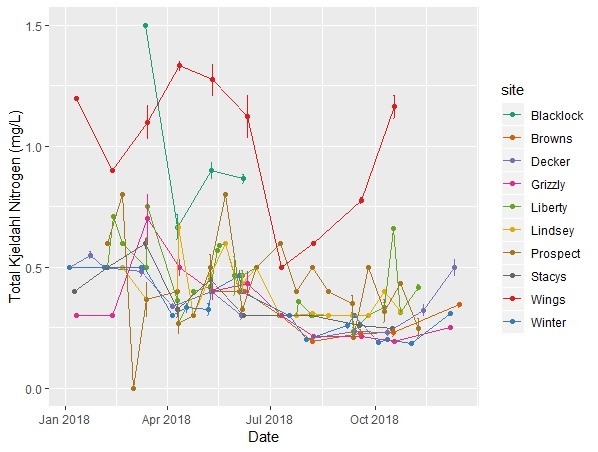 Total Kjeldahl Nitrogen (mg/L)
1.5
1.0
0.5
0.0
Jan 2018 Apr 2018 Jul 2018 Oct 2018
Date
site
Blacklock
Browns
Decker
Grizzly
Liberty
Lindsey
Prospect
Stacys
Wings
Winter